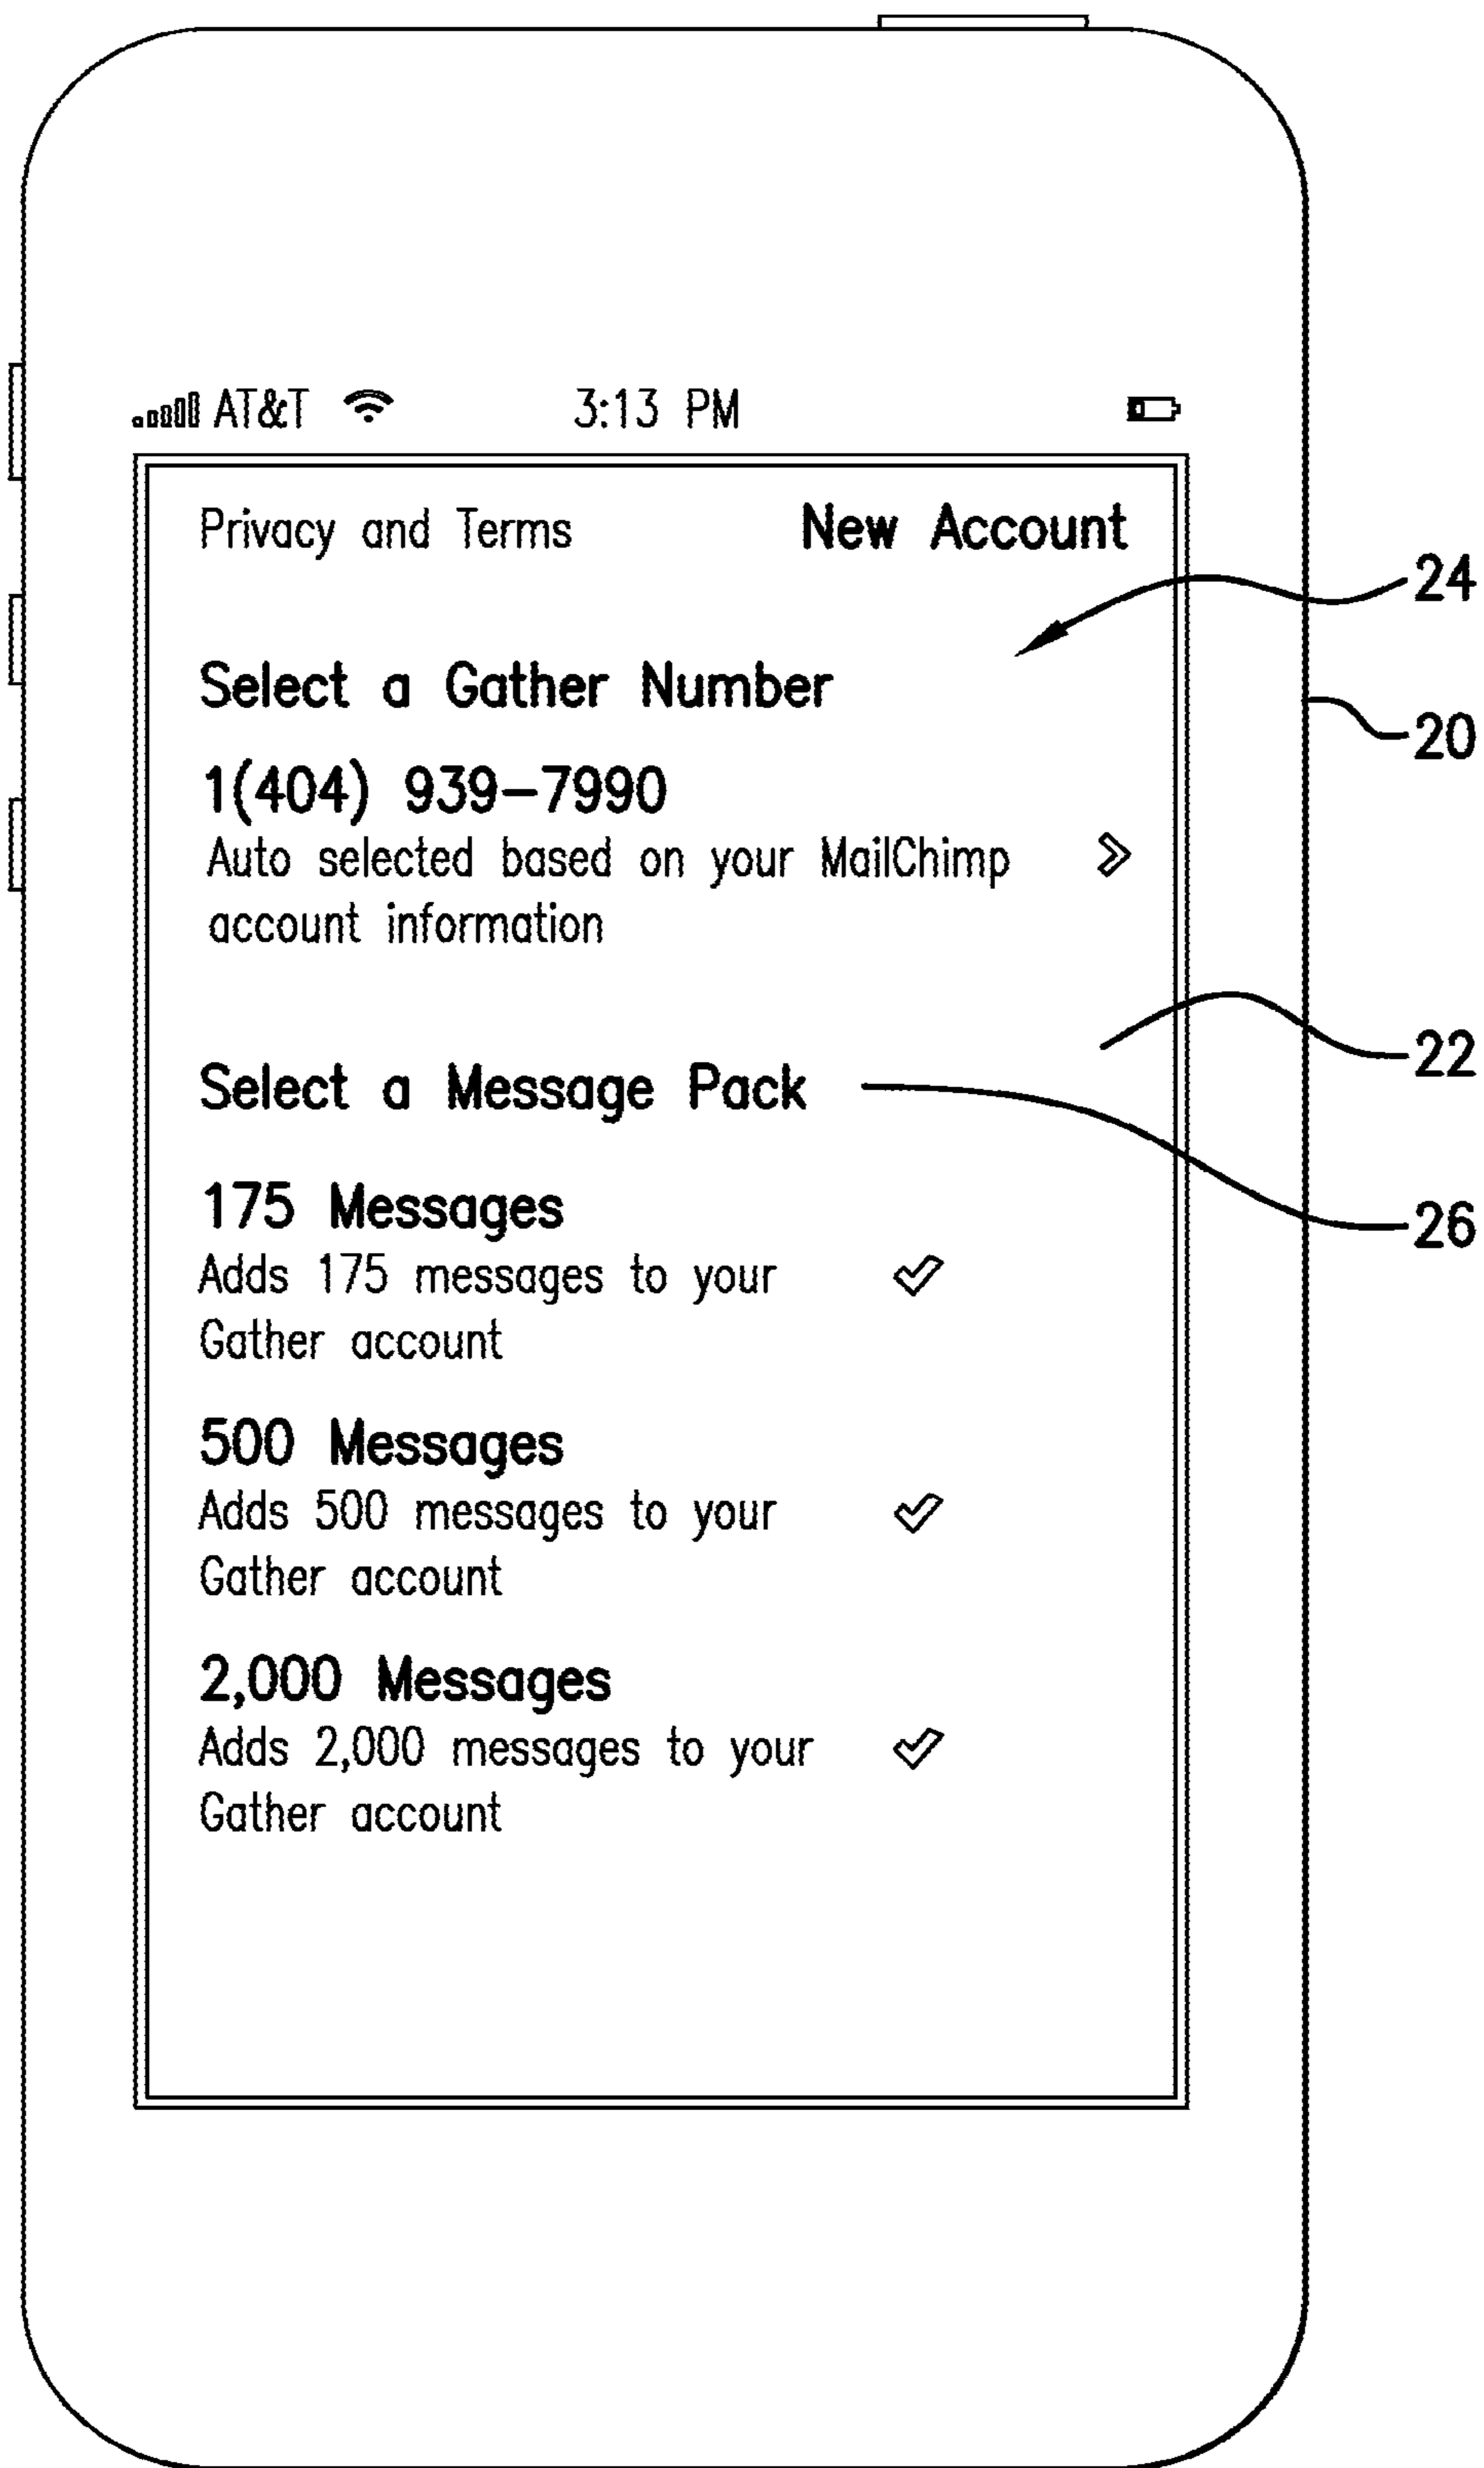 AT&T 3:13 PM
Privacy and Terms New Account
24
Select a Gather Number
20
1(404) 939-7990
Auto selected based on your MailChimp
account information
22
Select a Message Pack
26
175 Messages
Adds 175 messages to your
Gather account
500 Messages
Adds 500 messages to your
Gather account
2,000 Messages
Adds 2,000 messages to your
Gather account